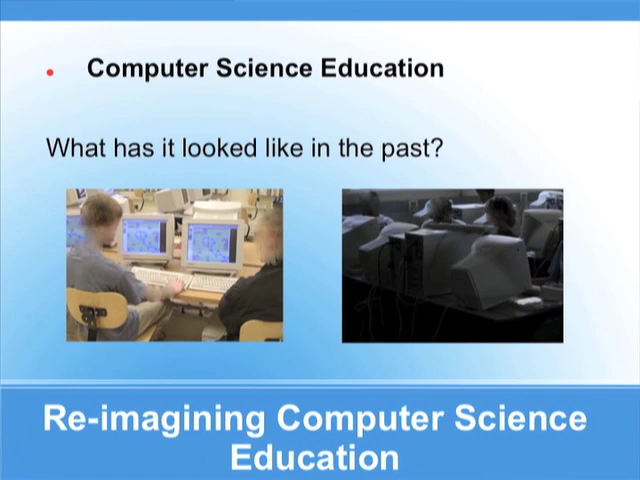 Computer Science Education
What has it looked like in the past?
Re-imagining Computer Science
Education